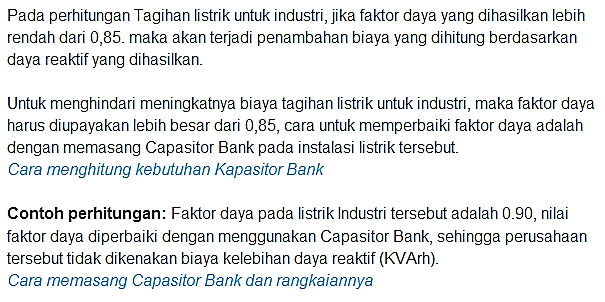 Pada perhitungan Tagihan listrik untuk industri, jika faktor daya yang dihasilkan lebih
rendah dari 0,85. maka akan terjadi penambahan biaya yang dihitung berdasarkan
daya reaktif yang dihasilkan.
Untuk menghindari meningkatnya biaya tagihan listrik untuk industri, maka faktor daya
harus diupayakan lebih besar dari 0,85, cara untuk memperbaiki faktor daya adalah
dengan memasang Capasitor Bank pada instalasi listrik tersebut.
Cara menghitung kebutuhan Kapasitor Bank
Contoh perhitungan: Faktor daya pada listrik Industri tersebut adalah 0.90, nilai
faktor daya diperbaiki dengan menggunakan Capasitor Bank, sehingga perusahaan
tersebut tidak dikenakan biaya kelebihan daya reaktif (KVArh).
Cara memasang Capasitor Bank dan rangkaiannya